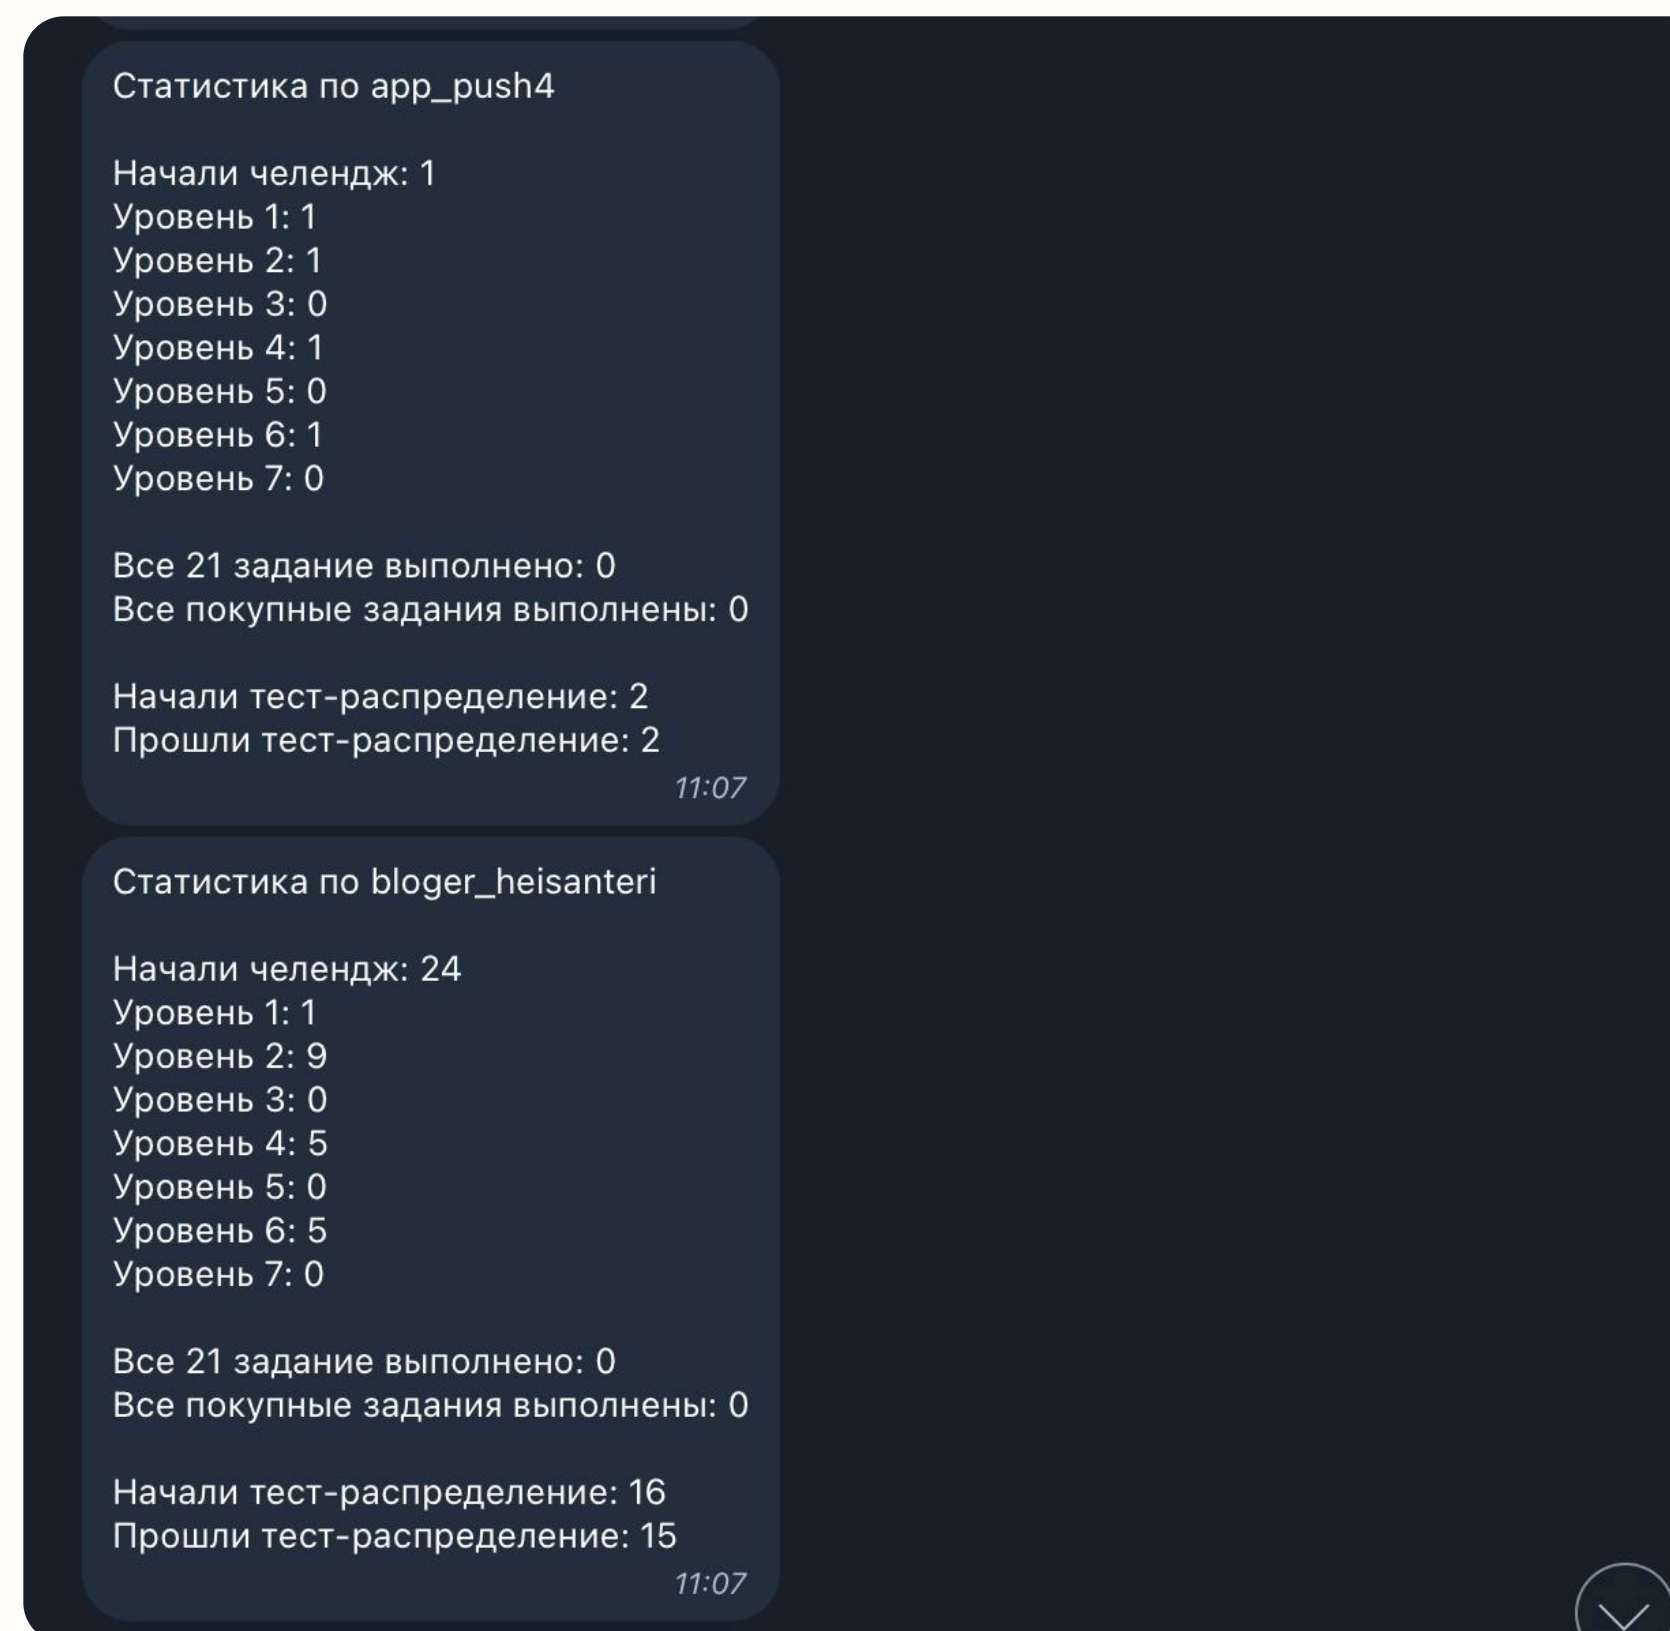 Статистика по app_push4
Начали челендж: 1
Уровень 1: 1
Уровень 2: 1
Уровень 3: 0
Уровень 4: 1
Уровень 5: 0
Уровень 6: 1
Уровень 7: 0
Все 21 задание выполнено: 0
Все покупные задания выполнены: 0
Начали тест-распределение: 2
Прошли тест-распределение: 2
11:07
Статистика по bloger_heisanteri
Начали челендж: 24
Уровень 1: 1
Уровень 2: 9
Уровень 3: 0
Уровень 4: 5
Уровень 5: 0
Уровень 6: 5
Уровень 7: 0
Все 21 задание выполнено: 0
Все покупные задания выполнены: 0
Начали тест-распределение: 16
Прошли тест-распределение: 15
11:07